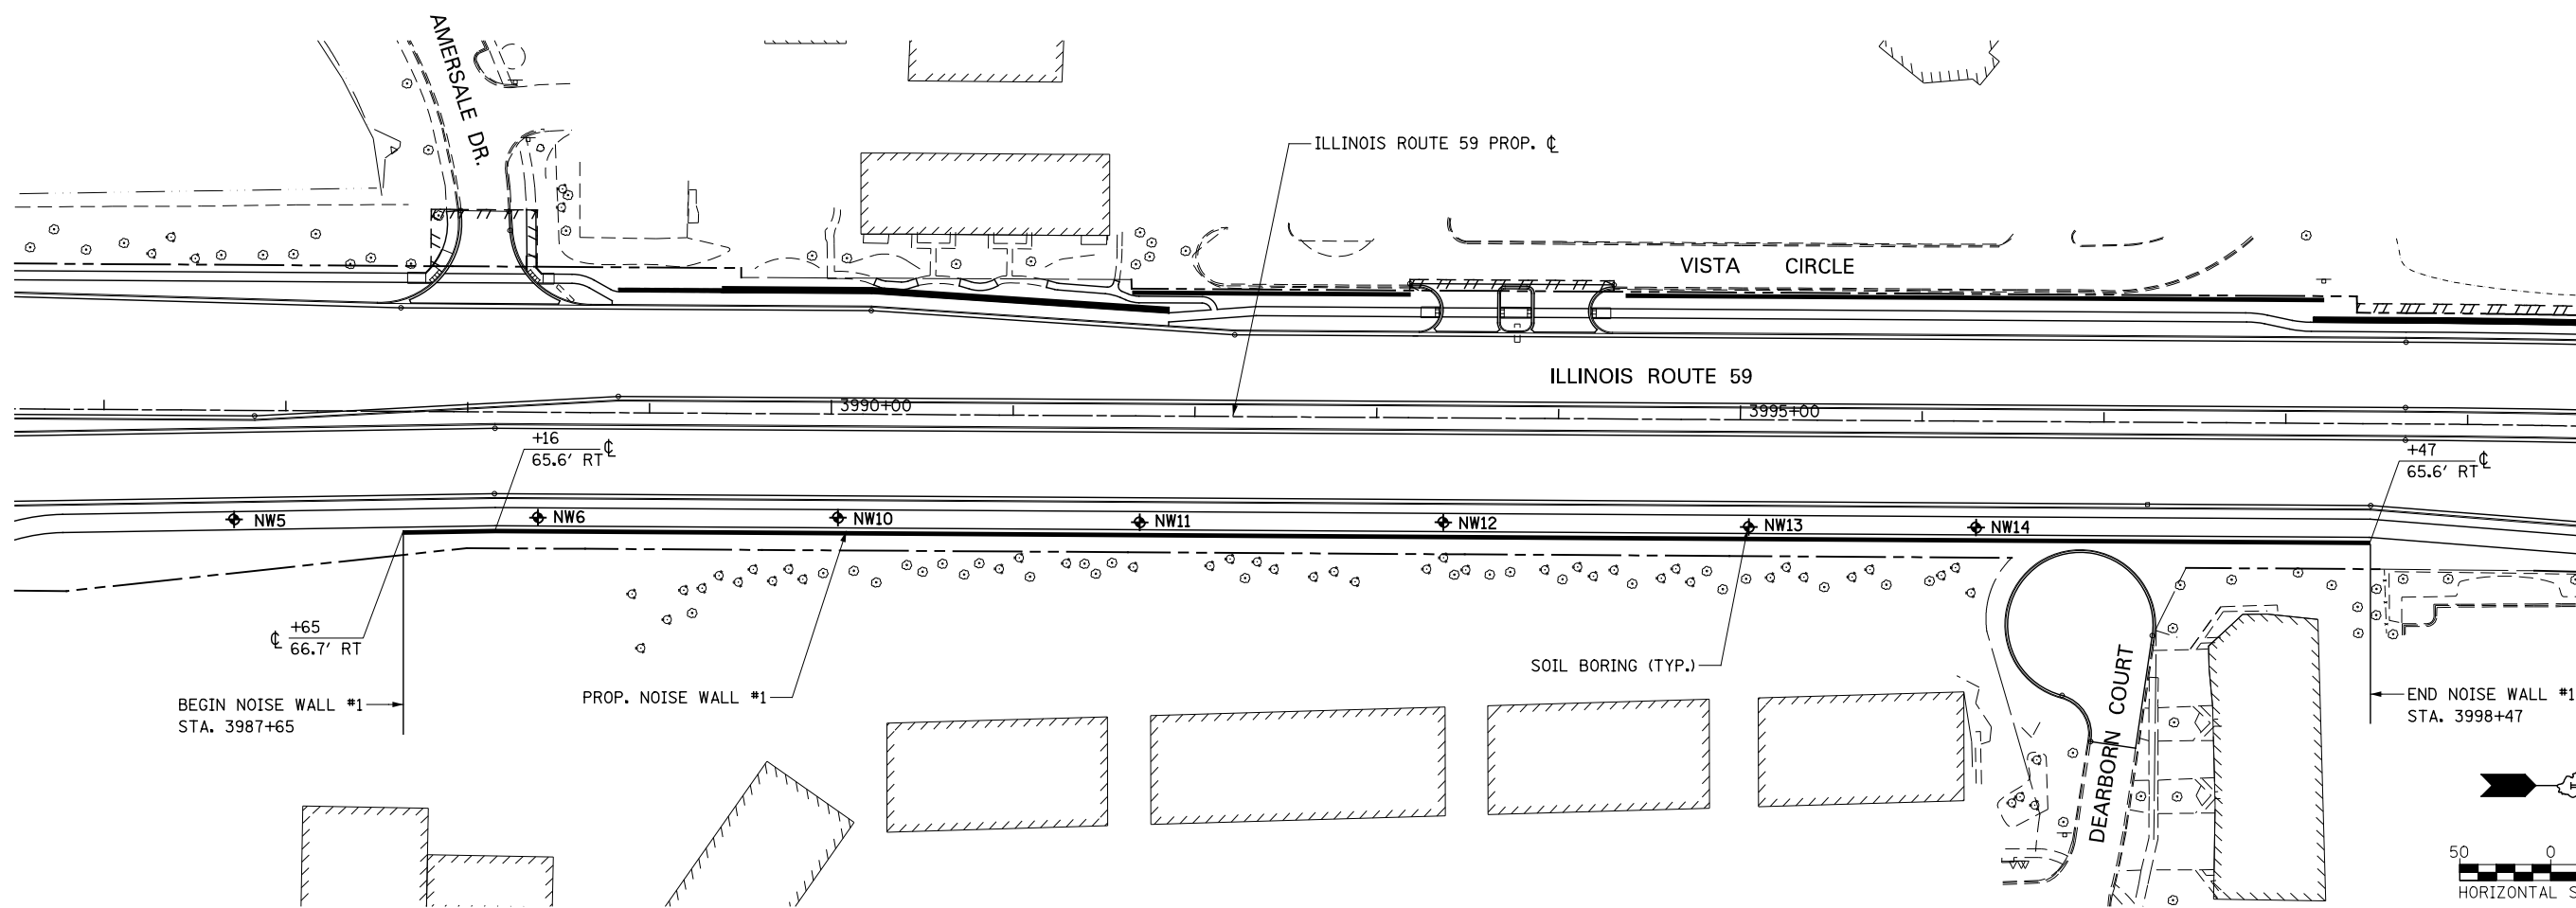 AMERSALE DR.
ILLINOIS ROUTE 59 PROP. ℄
VISTA CIRCLE
ILLINOIS ROUTE 59
3990+00
3995+00
+16
65.6' RT ℄
+47
65.6' RT ℄
NW5
NW6
NW10
NW11
NW12
NW13
NW14
℄ +65
66.7' RT
SOIL BORING (TYP.)
BEGIN NOISE WALL #1
STA. 3987+65
PROP. NOISE WALL #1
END NOISE WALL #1
STA. 3998+47
DEARBORN COURT
50 0
HORIZONTAL